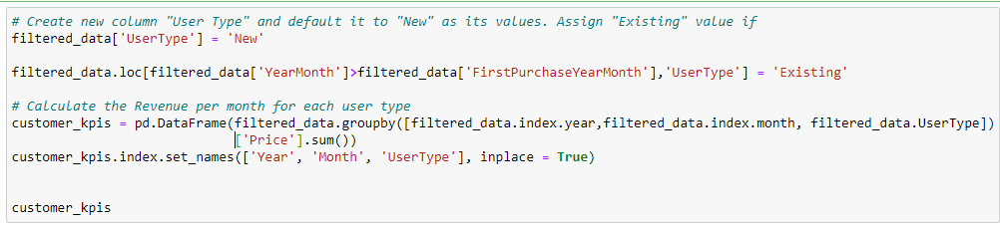 # Create new column "User Type" and default it to "New" as its values. Assign "Existing" value if
filtered_data['UserType'] = 'New'
filtered_data.loc[filtered_data['YearMonth']>filtered_data['FirstPurchaseYearMonth'],'UserType'] = 'Existing'
# Calculate the Revenue per month for each user type
customer_kpis = pd.DataFrame(filtered_data.groupby([filtered_data.index.year,filtered_data.index.month, filtered_data.UserType])
['Price'].sum())
customer_kpis.index.set_names(['Year', 'Month', 'UserType'], inplace = True)
customer_kpis